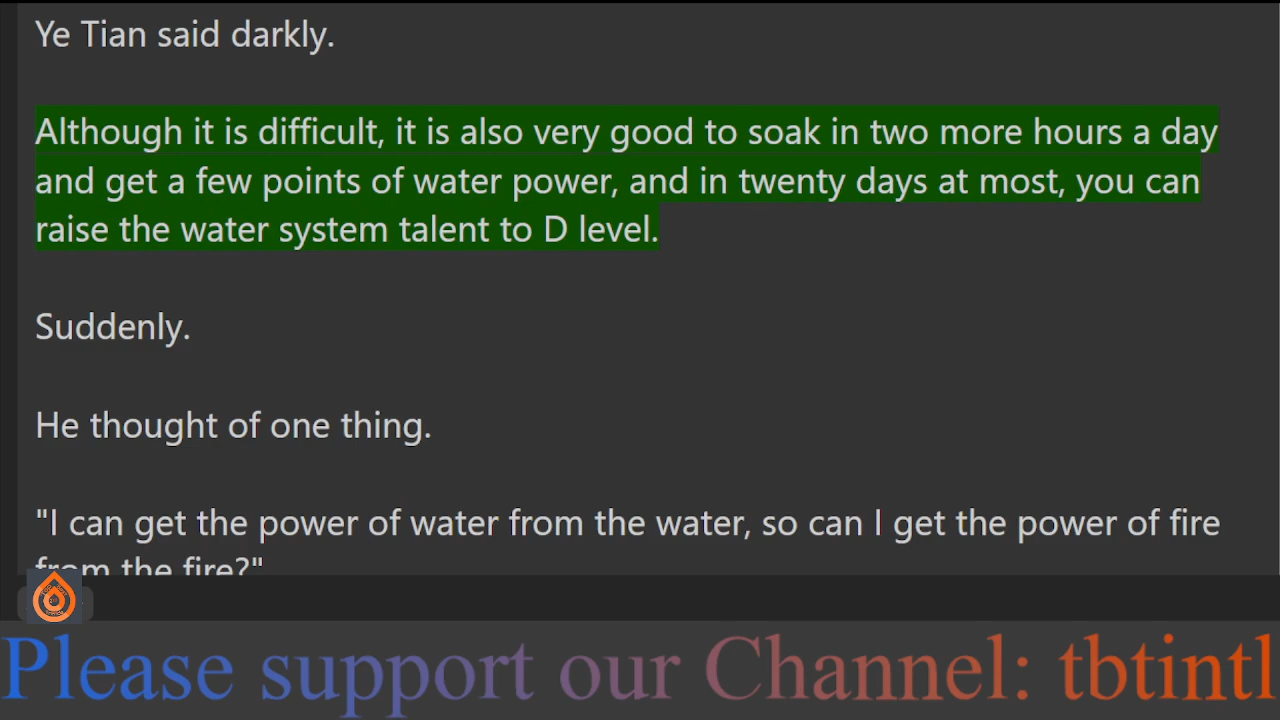 Ye Tian said darkly.
Although it is difficult, it is also very good to soak in two more hours a day
and get a few points of water power, and in twenty days at most, you can
raise the water system talent to D level.
Suddenly.
He thought of one thing.
"I can get the power of water from the water, so can I get the power of fire
from the fire?"
Please support our Channel: tbtintl